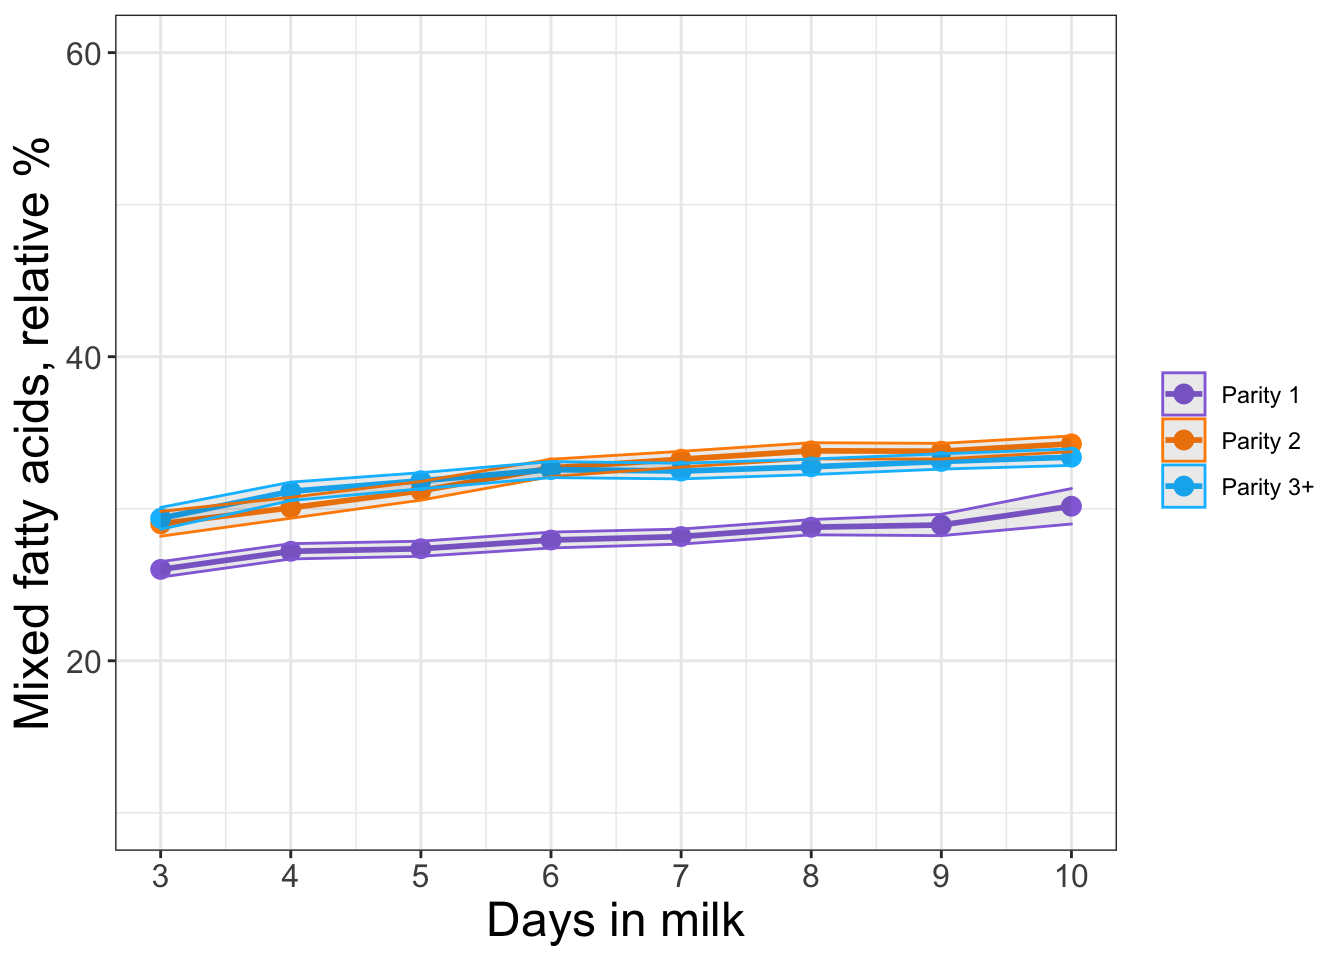 Mixed fatty acids, relative %
60
40
20
3 4 5 6 7 8 9 10
Days in milk
Parity 1
Parity 2
Parity 3+